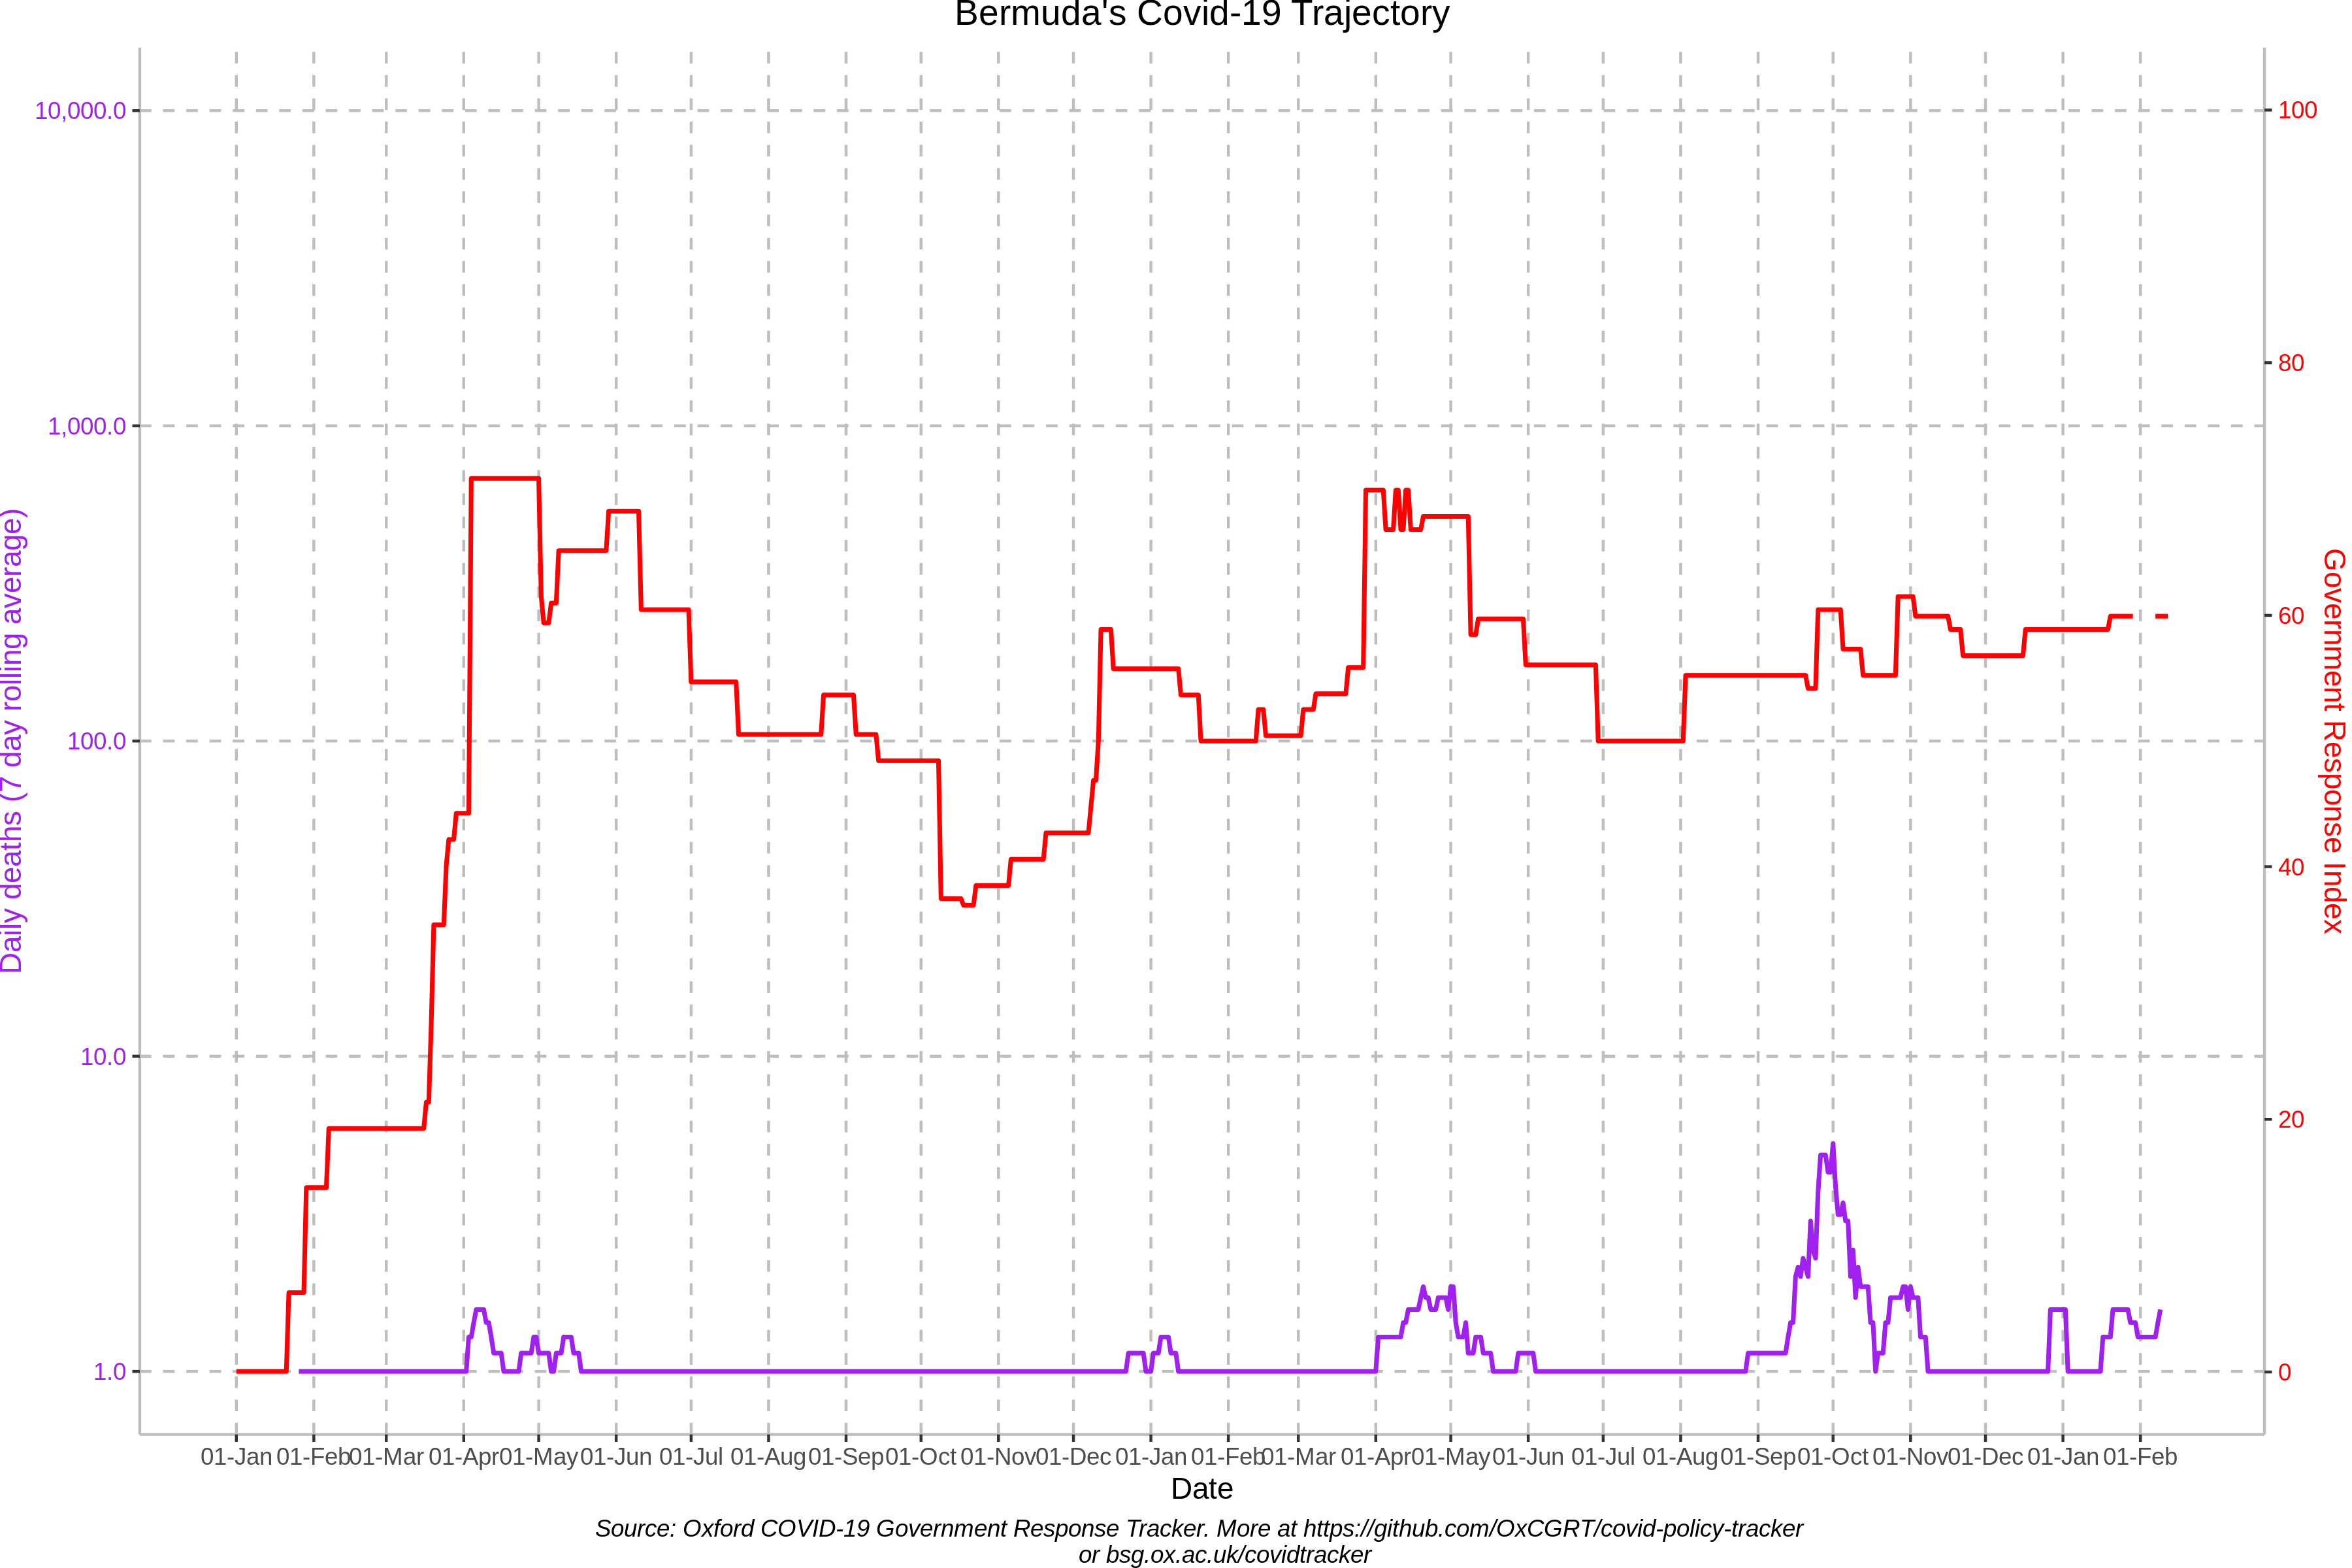 Bermuda's Covid-19 Trajectory
10,000.0
1,000.0
100.0
10.0
1.0
Daily deaths (7 day rolling average)
100
80
60
40
20
0
Government Response Index
01-Jan 01-Feb 01-Mar 01-Apr 01-May 01-Jun 01-Jul 01-Aug 01-Sep 01-Oct 01-Nov 01-Dec 01-Jan 01-Feb 01-Mar 01-Apr 01-May 01-Jun 01-Jul 01-Aug 01-Sep 01-Oct 01-Nov 01-Dec 01-Jan 01-Feb
Date
Source: Oxford COVID-19 Government Response Tracker. More at https://github.com/OxCGRT/covid-policy-tracker
or bsg.ox.ac.uk/covidtracker